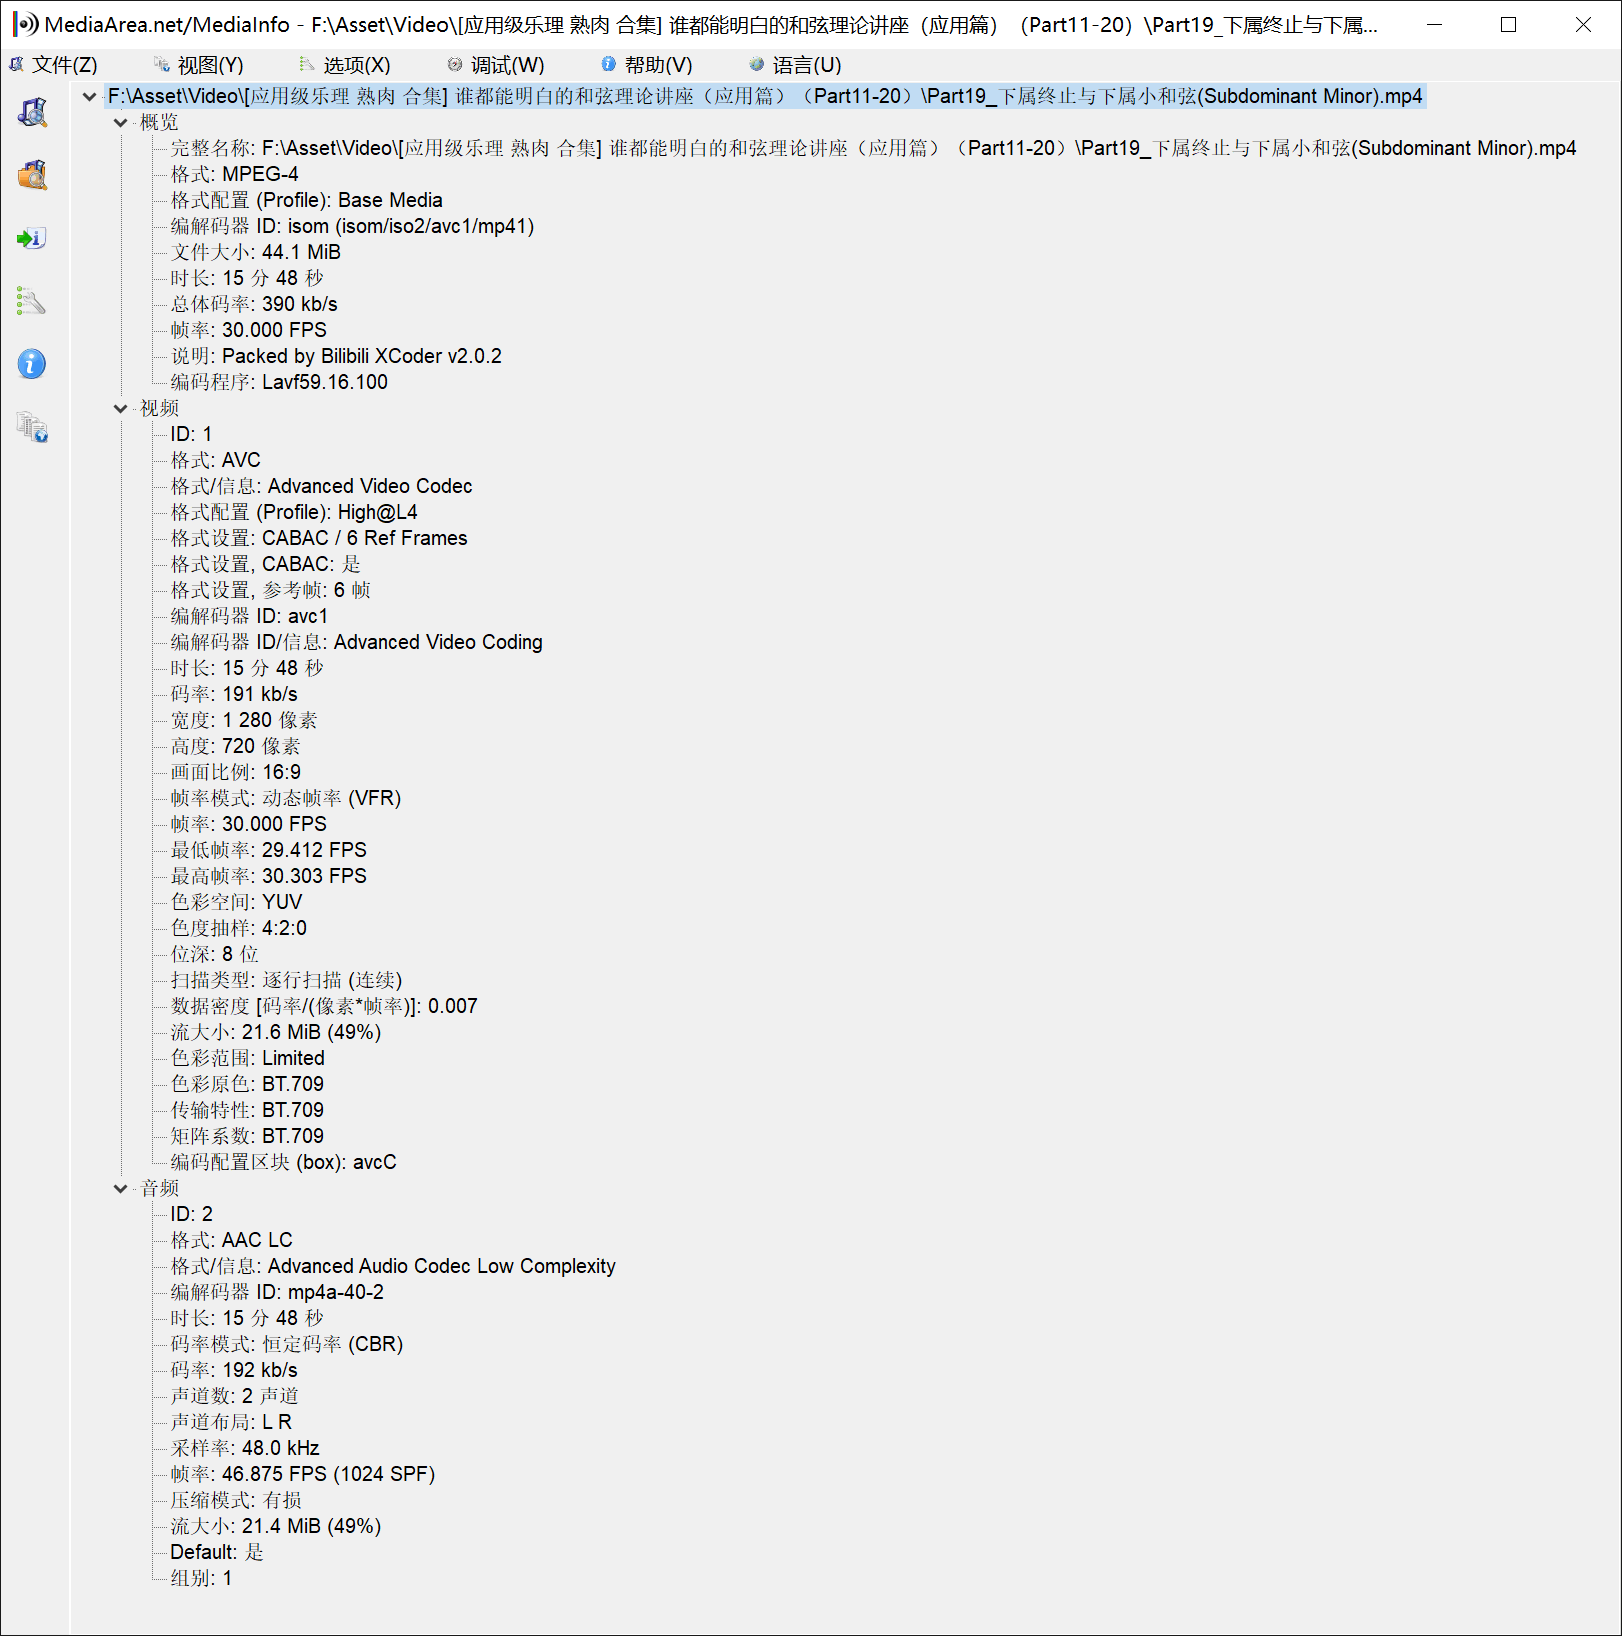 MediaArea.net/MediaInfo - F:\Asset\Video\[应用级乐理 熟肉 合集] 谁都能明白的和弦理论讲座（应用篇）（Part11-20）\Part19_下属终止与下属...
文件(Z) 视图(Y) 选项(X) 调试(W) 帮助(V) 语言(U)
F:\Asset\Video\[应用级乐理 熟肉 合集] 谁都能明白的和弦理论讲座（应用篇）（Part11-20）\Part19_下属终止与下属小和弦(Subdominant Minor).mp4
概览
完整名称: F:\Asset\Video\[应用级乐理 熟肉 合集] 谁都能明白的和弦理论讲座（应用篇）（Part11-20）\Part19_下属终止与下属小和弦(Subdominant Minor).mp4
格式: MPEG-4
格式配置 (Profile): Base Media
编解码器 ID: isom (isom/iso2/avc1/mp41)
文件大小: 44.1 MiB
时长: 15 分 48 秒
总体码率: 390 kb/s
帧率: 30.000 FPS
说明: Packed by Bilibili XCoder v2.0.2
编码程序: Lavf59.16.100
视频
ID: 1
格式: AVC
格式/信息: Advanced Video Codec
格式配置 (Profile): High@L4
格式设置: CABAC / 6 Ref Frames
格式设置, CABAC: 是
格式设置, 参考帧: 6 帧
编解码器 ID: avc1
编解码器 ID/信息: Advanced Video Coding
时长: 15 分 48 秒
码率: 191 kb/s
宽度: 1 280 像素
高度: 720 像素
画面比例: 16:9
帧率模式: 动态帧率 (VFR)
帧率: 30.000 FPS
最低帧率: 29.412 FPS
最高帧率: 30.303 FPS
色彩空间: YUV
色度抽样: 4:2:0
位深: 8 位
扫描类型: 逐行扫描 (连续)
数据密度 [码率/(像素*帧率)]: 0.007
流大小: 21.6 MiB (49%)
色彩范围: Limited
色彩原色: BT.709
传输特性: BT.709
矩阵系数: BT.709
编码配置区块 (box): avcC
音频
ID: 2
格式: AAC LC
格式/信息: Advanced Audio Codec Low Complexity
编解码器 ID: mp4a-40-2
时长: 15 分 48 秒
码率模式: 恒定码率 (CBR)
码率: 192 kb/s
声道数: 2 声道
声道布局: L R
采样率: 48.0 kHz
帧率: 46.875 FPS (1024 SPF)
压缩模式: 有损
流大小: 21.4 MiB (49%)
Default: 是
组别: 1